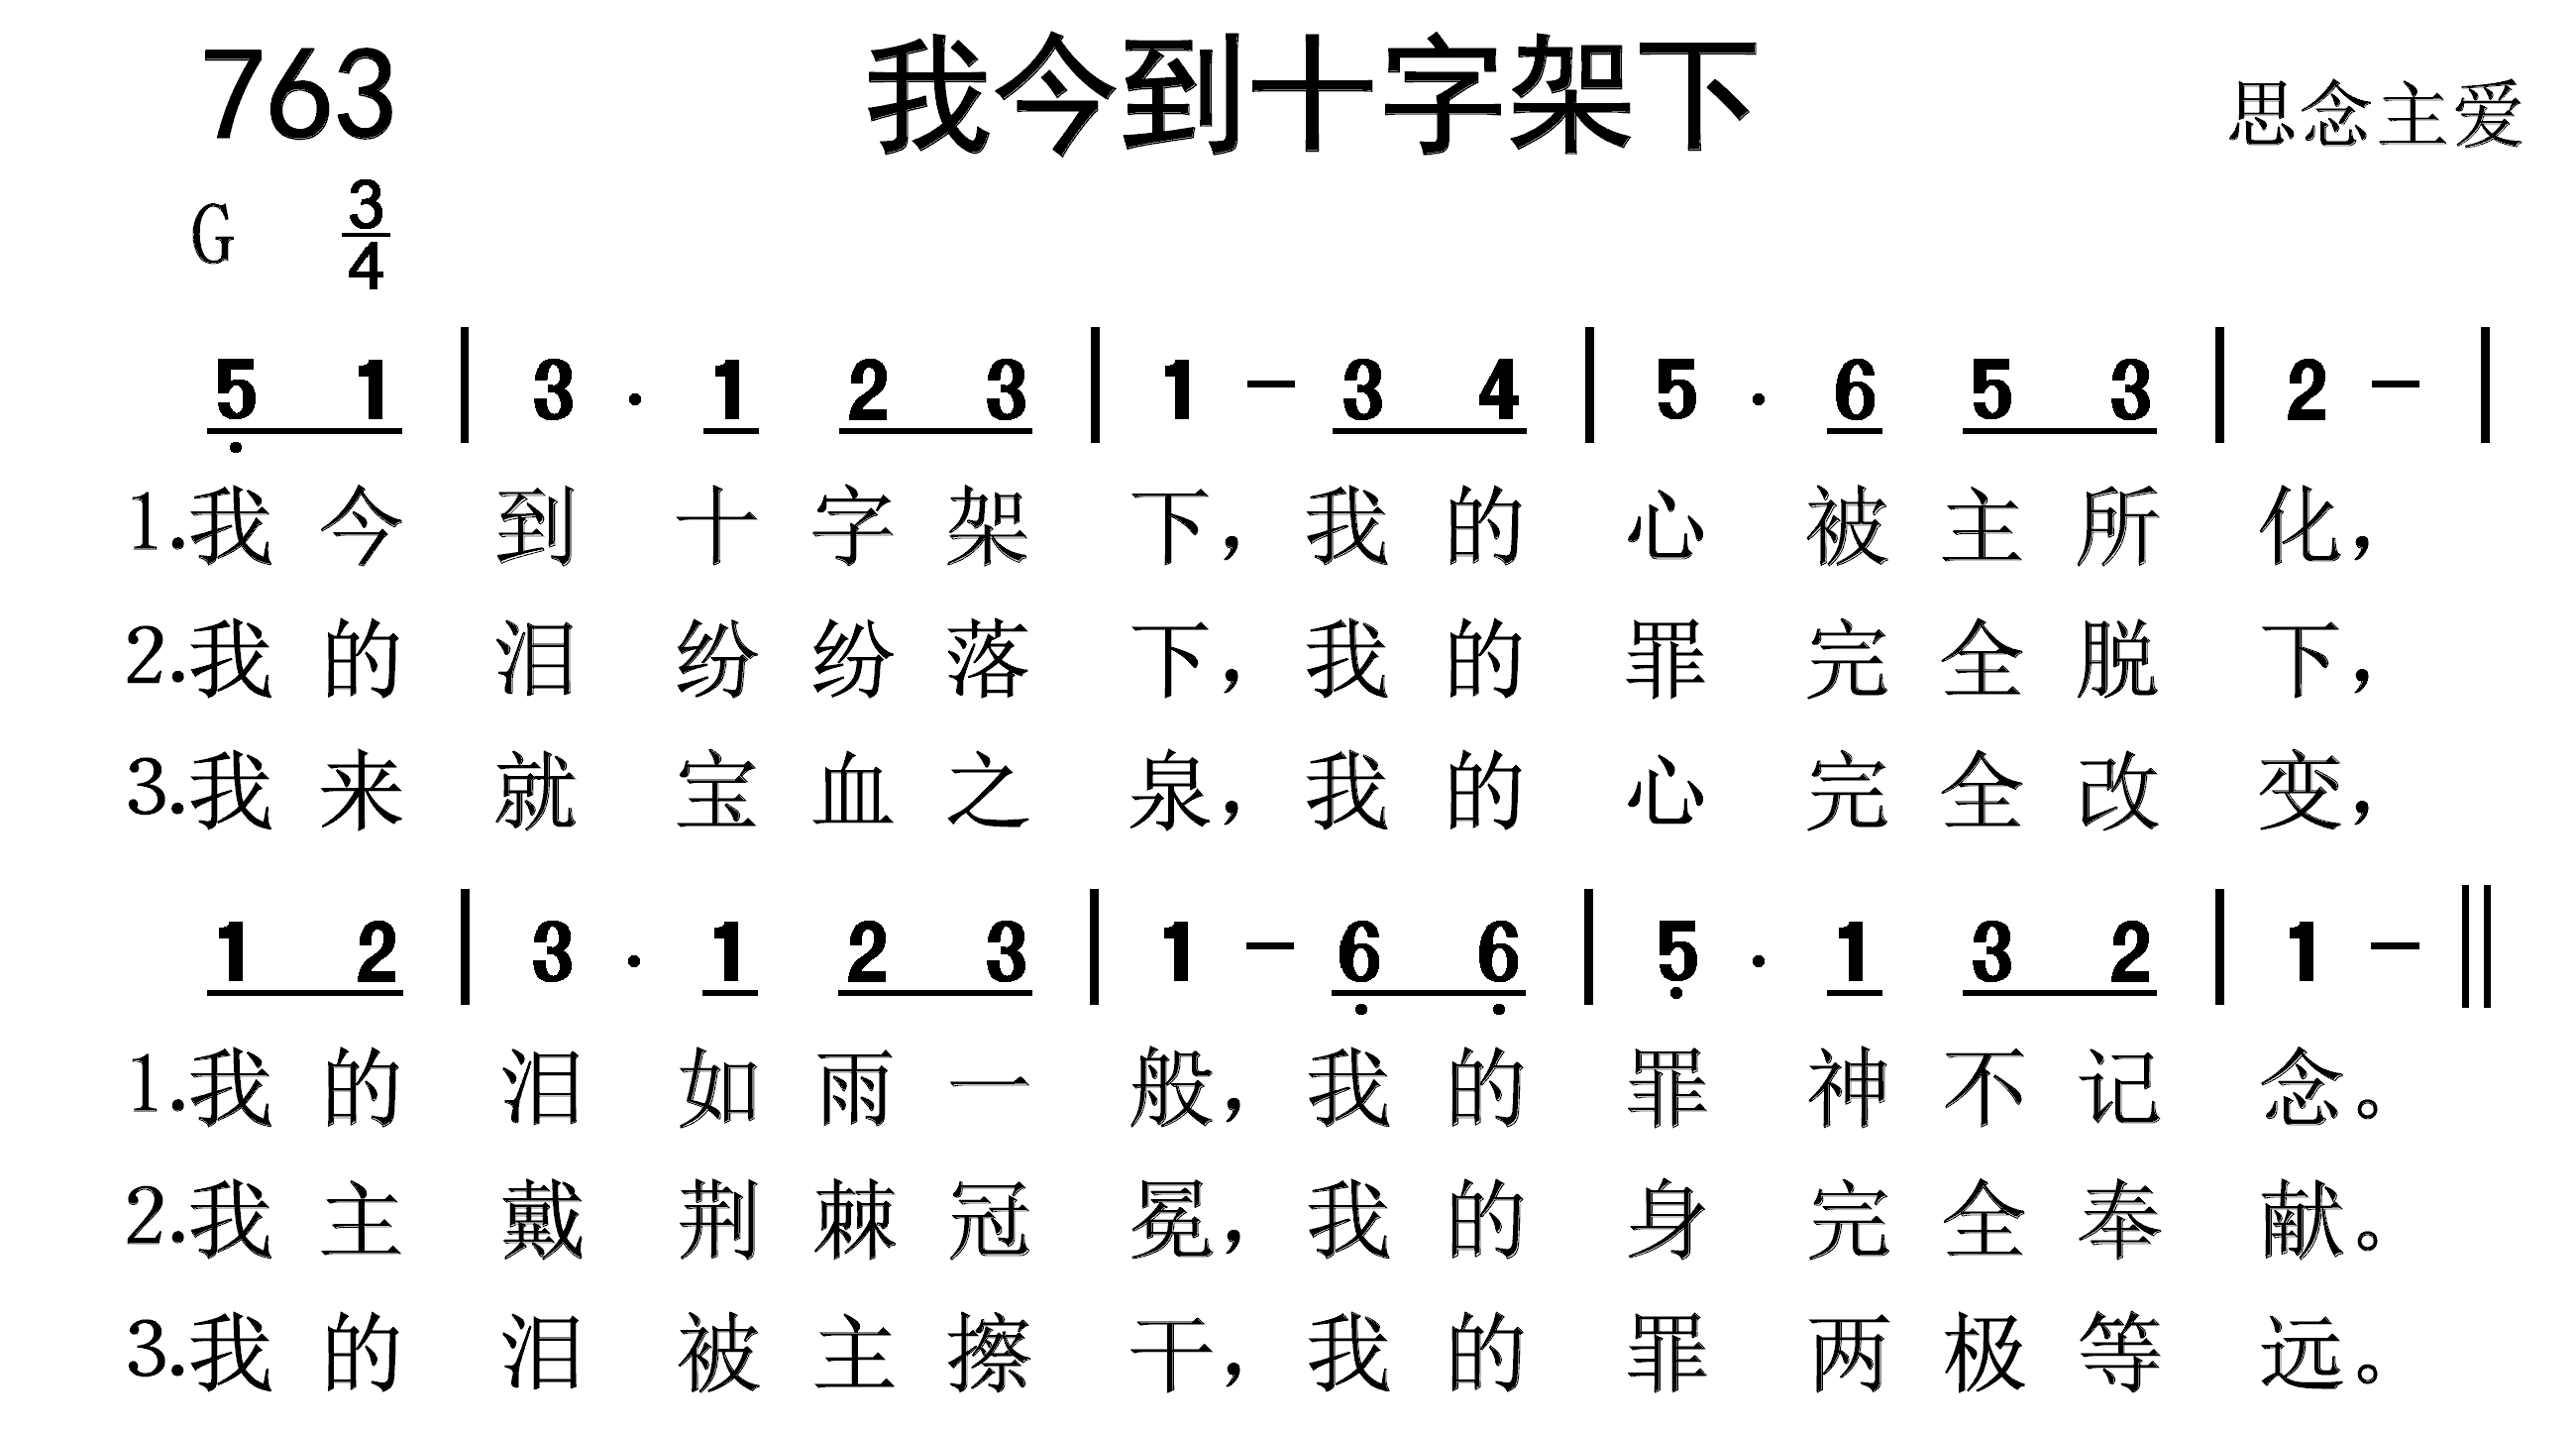 763 我今到十字架下 思念主爱
G 3/4
5̣ 1 | 3 . 1 2 3 | 1 – 3 4 | 5 . 6 5 3 | 2 – |
1.我今到十字架下，我的心被主所化，
2.我的泪纷纷落下，我的罪完全脱下，
3.我来就宝血之泉，我的心完全改变，
1 2 | 3 . 1 2 3 | 1 – 6̣ 6̣ | 5̣ . 1 3 2 | 1 – ||
1.我的泪如雨一般，我的罪神不记念。
2.我主戴荆棘冠冕，我的身完全奉献。
3.我的泪被主擦干，我的罪两极等远。